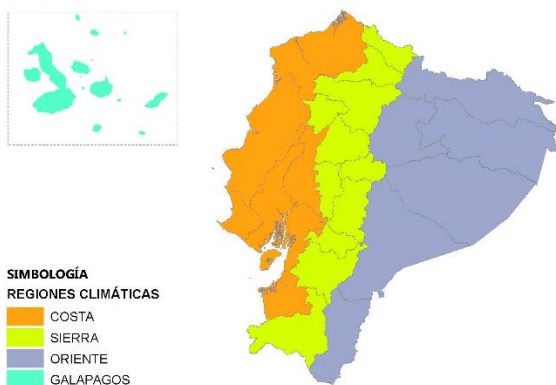 SIMBOLOGÍA
REGIONES CLIMÁTICAS
COSTA
SIERRA
ORIENTE
GALAPAGOS